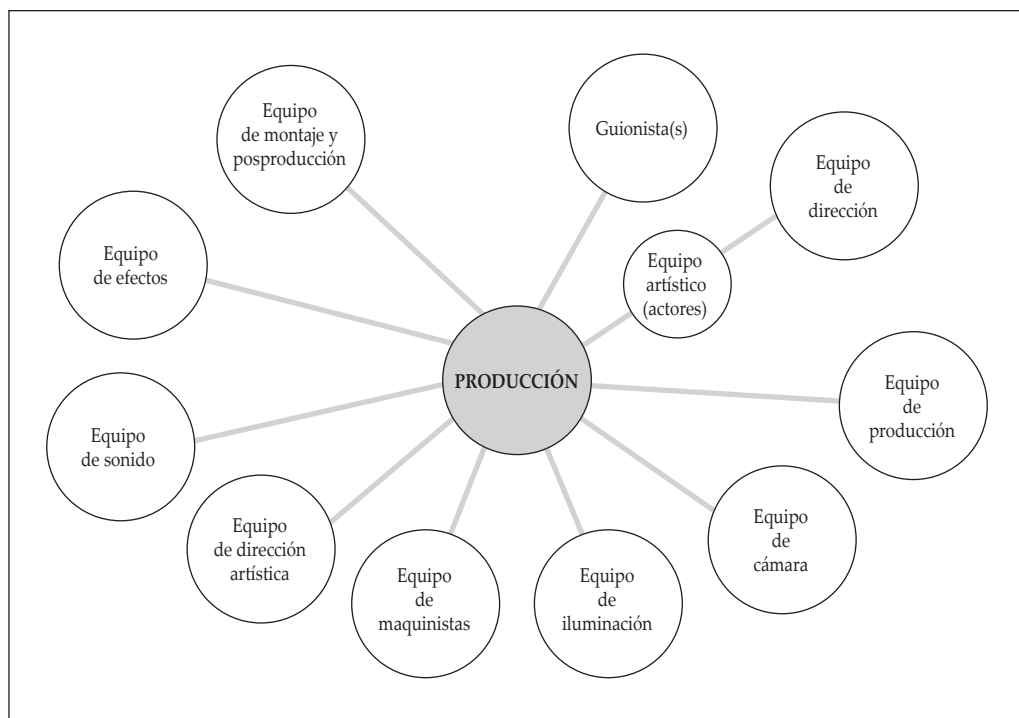 Equipo
de montaje y
posproducción
Guionista(s)
Equipo
de
dirección
Equipo
de efectos
Equipo
artístico
(actores)
PRODUCCIÓN
Equipo
de
producción
Equipo
de sonido
Equipo
de dirección
artística
Equipo
de
maquinistas
Equipo
de
iluminación
Equipo
de
cámara